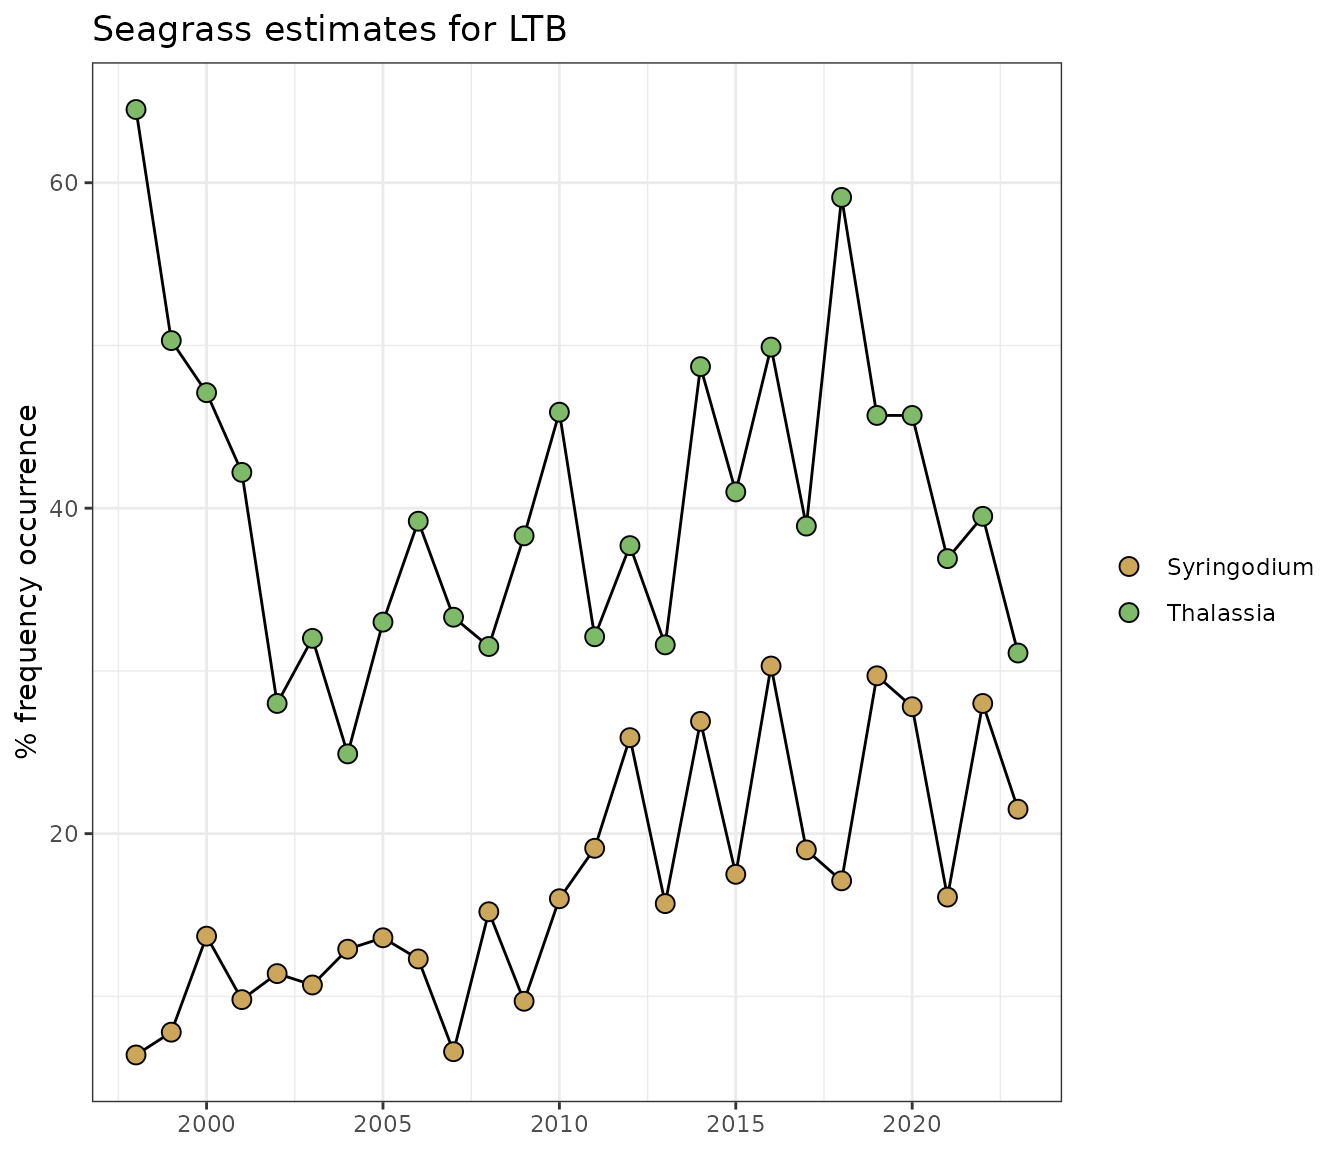 Seagrass estimates for LTB
% frequency occurrence
60
40
20
2000 2005 2010 2015 2020
Syringodium
Thalassia